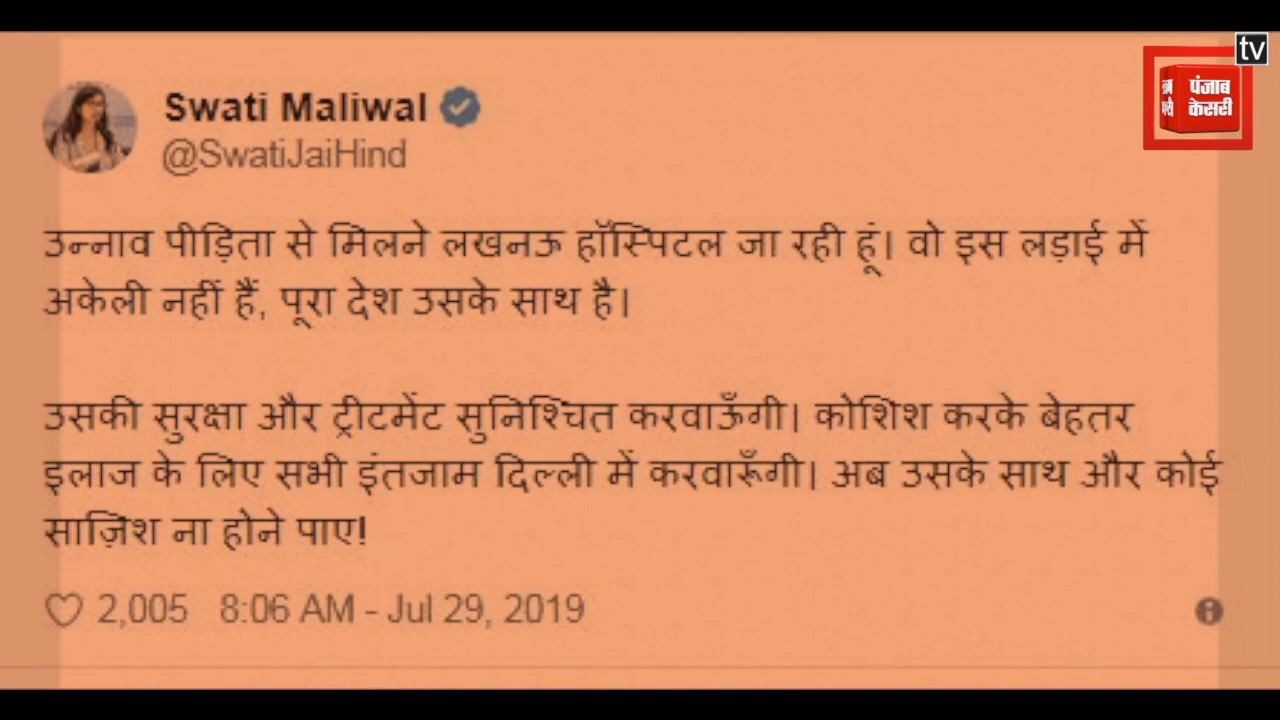 tv
पंजाब
केसरी
Swati Maliwal
@SwatiJaiHind
उन्नाव पीड़िता से मिलने लखनऊ हॉस्पिटल जा रही हूं। वो इस लड़ाई में
अकेली नहीं हैं, पूरा देश उसके साथ है।
उसकी सुरक्षा और ट्रीटमेंट सुनिश्चित करवाऊँगी। कोशिश करके बेहतर
इलाज के लिए सभी इंतजाम दिल्ली में करवारूँगी। अब उसके साथ और कोई
साज़िश ना होने पाए!
2,005 8:06 AM - Jul 29, 2019